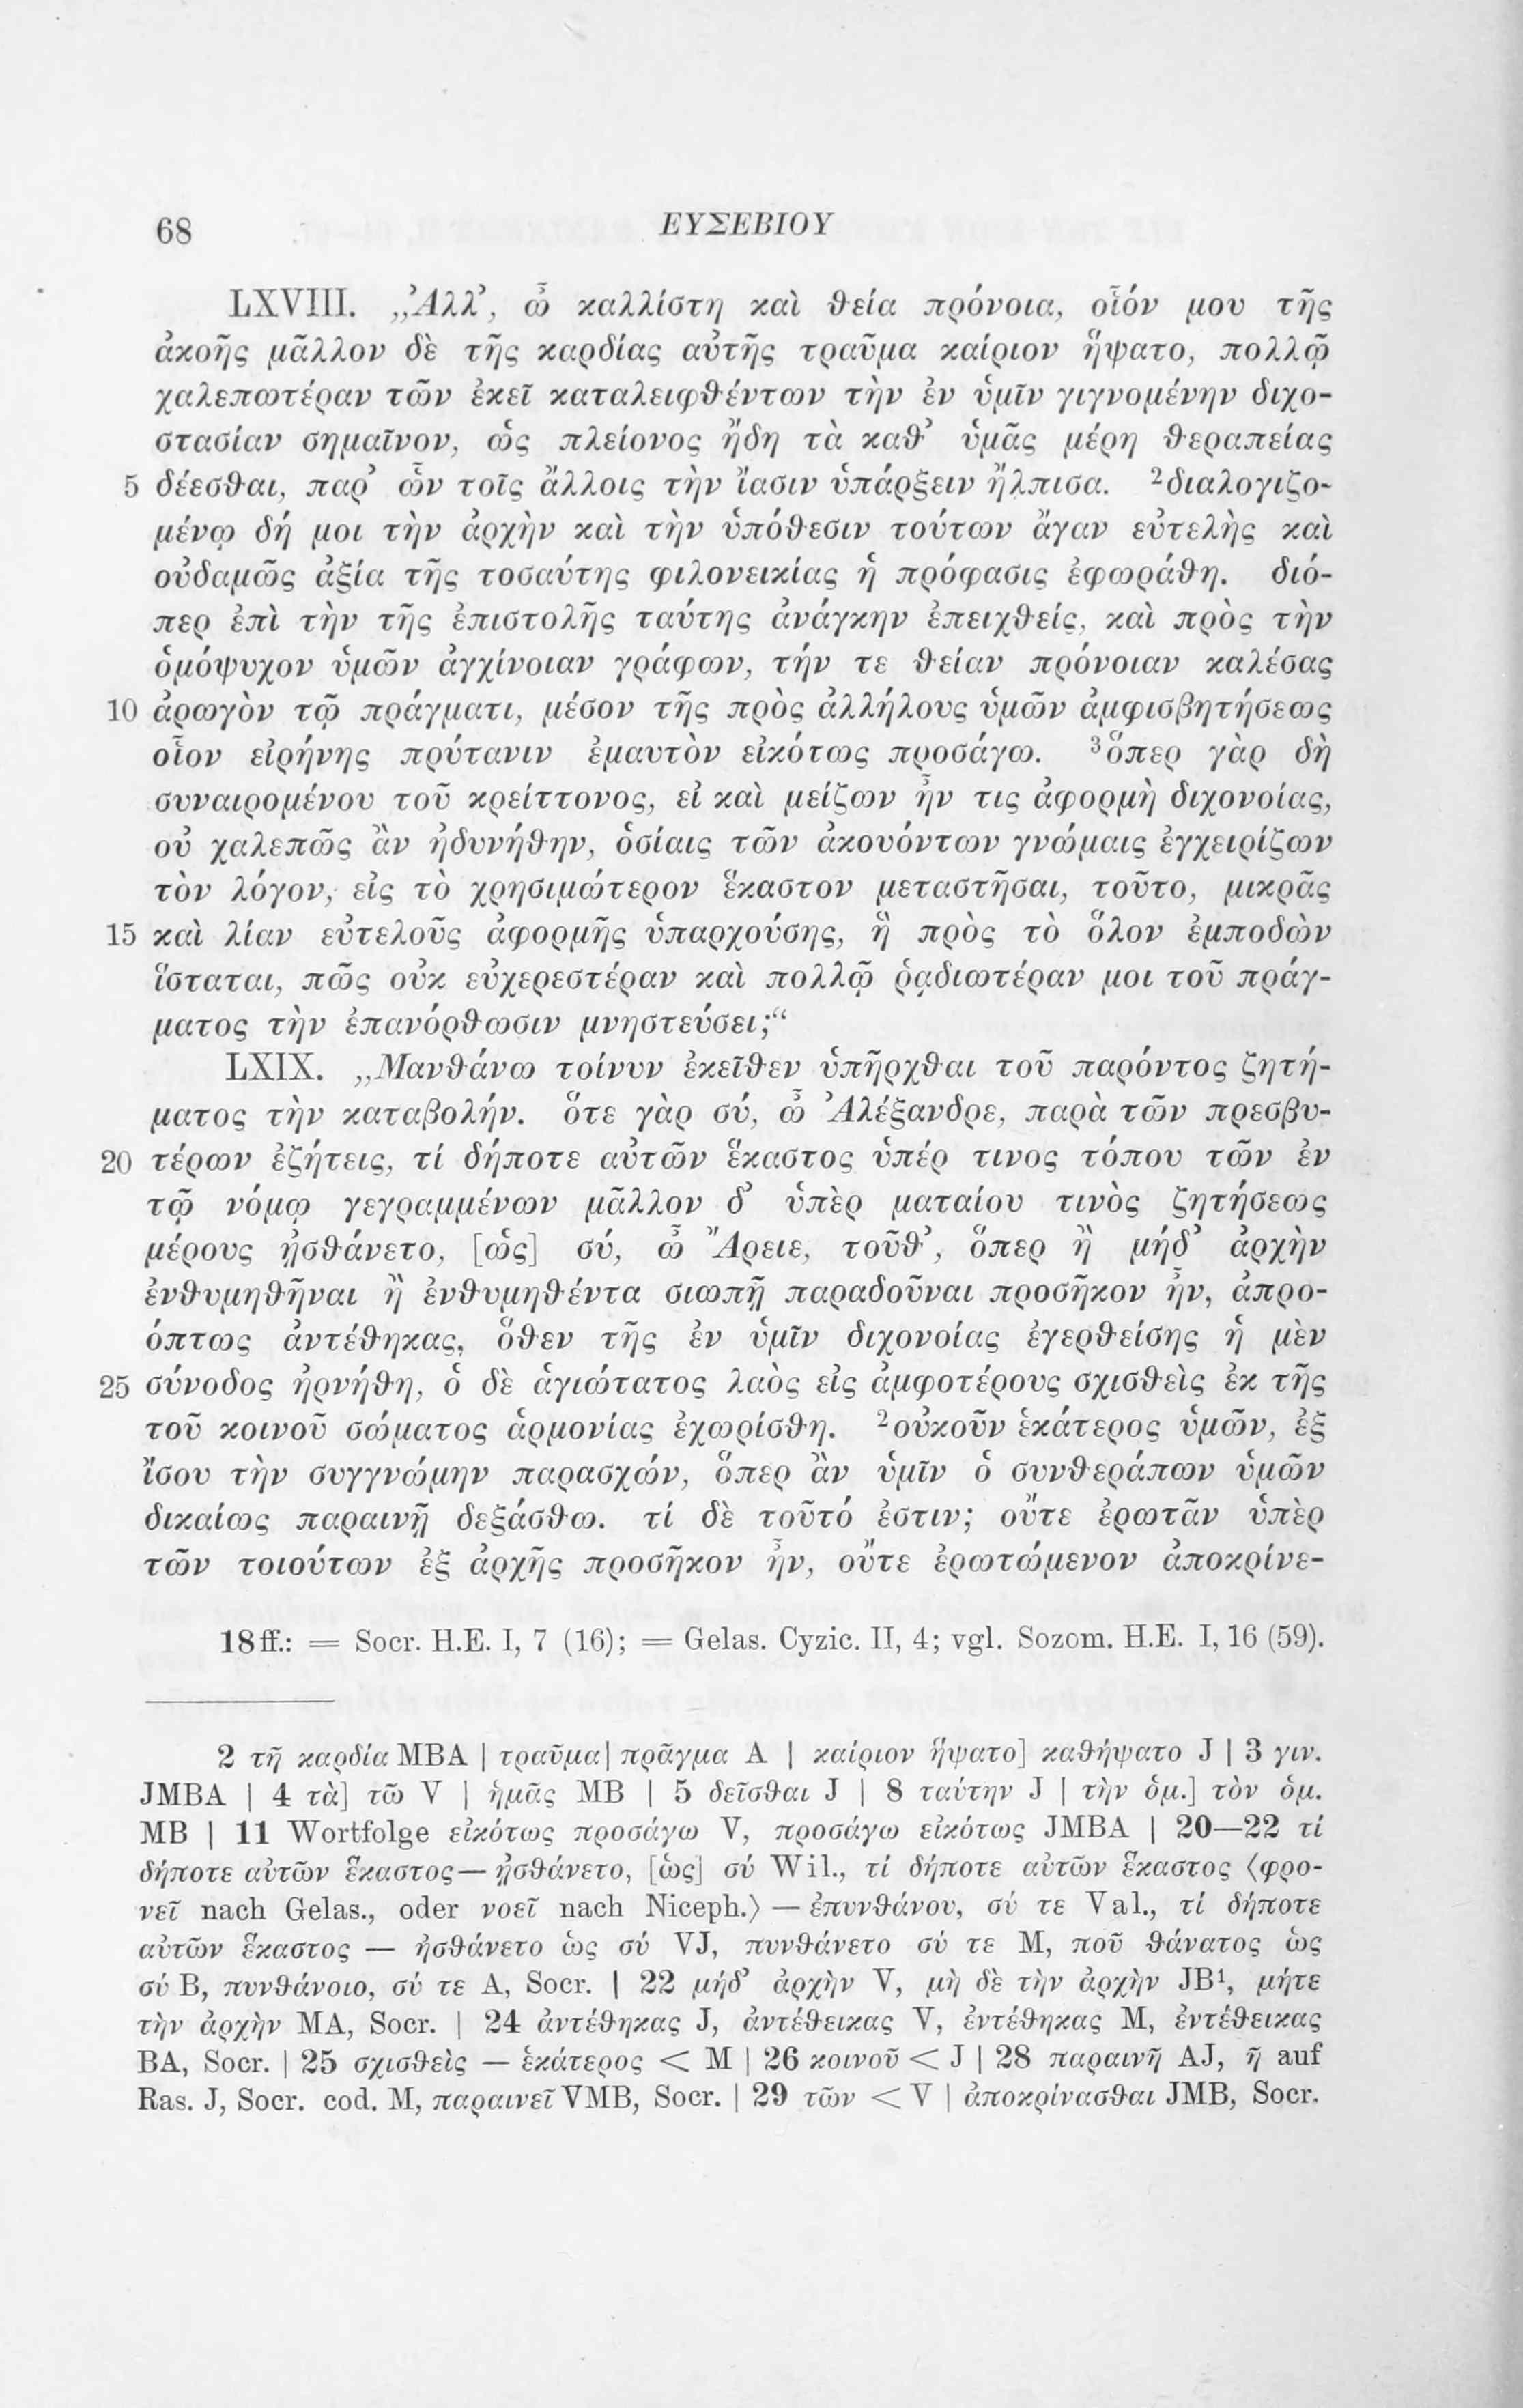 68 ΕΥΣΕΒΙΟΥ
LXVIII. „Ἀλλ’, ὦ καλλίστη καὶ θεία πρόνοια, οἷόν μου τῆς
ἀκοῆς μᾶλλον δὲ τῆς καρδίας αὐτῆς τραῦμα καίριον ἥψατο, πολλῷ
χαλεπωτέραν τῶν ἐκεῖ καταλειφθέντων τὴν ἐν ὑμῖν γιγνομένην διχο-
στασίαν σημαῖνον, ὡς πλείονος ἤδη τὰ καθ’ ὑμᾶς μέρη θεραπείας
5 δέεσθαι, παρ’ ὧν τοῖς ἄλλοις τὴν ἴασιν ὑπάρξειν ἤλπισα. ²διαλογιζο-
μένῳ δή μοι τὴν ἀρχὴν καὶ τὴν ὑπόθεσιν τούτων ἄγαν εὐτελὴς καὶ
οὐδαμῶς ἀξία τῆς τοσαύτης φιλονεικίας ἡ πρόφασις ἐφωράθη. διό-
περ ἐπὶ τὴν τῆς ἐπιστολῆς ταύτης ἀνάγκην ἐπειχθείς, καὶ πρὸς τὴν
ὁμόψυχον ὑμῶν ἀγχίνοιαν γράφων, τήν τε θείαν πρόνοιαν καλέσας
10 ἀρωγὸν τῷ πράγματι, μέσον τῆς πρὸς ἀλλήλους ὑμῶν ἀμφισβητήσεως
οἷον εἰρήνης πρύτανιν ἐμαυτὸν εἰκότως προσάγω. ³ὅπερ γὰρ δὴ
συναιρομένου τοῦ κρείττονος, εἰ καὶ μείζων ἦν τις ἀφορμὴ διχονοίας,
οὐ χαλεπῶς ἂν ἠδυνήθην, ὁσίαις τῶν ἀκουόντων γνώμαις ἐγχειρίζων
τὸν λόγον, εἰς τὸ χρησιμώτερον ἕκαστον μεταστῆσαι, τοῦτο, μικρᾶς
15 καὶ λίαν εὐτελοῦς ἀφορμῆς ὑπαρχούσης, ἣ πρὸς τὸ ὅλον ἐμποδὼν
ἵσταται, πῶς οὐκ εὐχερεστέραν καὶ πολλῷ ῥᾳδιωτέραν μοι τοῦ πράγ-
ματος τὴν ἐπανόρθωσιν μνηστεύσει;“
LXIX. „Μανθάνω τοίνυν ἐκεῖθεν ὑπῆρχθαι τοῦ παρόντος ζητή-
ματος τὴν καταβολήν. ὅτε γὰρ σύ, ὦ Ἀλέξανδρε, παρὰ τῶν πρεσβυ-
20 τέρων ἐζήτεις, τί δήποτε αὐτῶν ἕκαστος ὑπέρ τινος τόπου τῶν ἐν
τῷ νόμῳ γεγραμμένων μᾶλλον δ’ ὑπὲρ ματαίου τινὸς ζητήσεως
μέρους ᾐσθάνετο, [ὡς] σύ, ὦ Ἄρειε, τοῦθ’, ὅπερ ἢ μήδ’ ἀρχὴν
ἐνθυμηθῆναι ἢ ἐνθυμηθέντα σιωπῇ παραδοῦναι προσῆκον ἦν, ἀπρο-
όπτως ἀντέθηκας, ὅθεν τῆς ἐν ὑμῖν διχονοίας ἐγερθείσης ἡ μὲν
25 σύνοδος ἠρνήθη, ὁ δὲ ἁγιώτατος λαὸς εἰς ἀμφοτέρους σχισθεὶς ἐκ τῆς
τοῦ κοινοῦ σώματος ἁρμονίας ἐχωρίσθη. ²οὐκοῦν ἑκάτερος ὑμῶν, ἐξ
ἴσου τὴν συγγνώμην παρασχών, ὅπερ ἂν ὑμῖν ὁ συνθεράπων ὑμῶν
δικαίως παραινῇ δεξάσθω. τί δὲ τοῦτό ἐστιν; οὔτε ἐρωτᾶν ὑπὲρ
τῶν τοιούτων ἐξ ἀρχῆς προσῆκον ἦν, οὔτε ἐρωτώμενον ἀποκρίνε-
18ff.: = Socr. H.E. I, 7 (16); = Gelas. Cyzic. II, 4; vgl. Sozom. H.E. I, 16 (59).
2 τῇ καρδίᾳ MBA | τραῦμα] πρᾶγμα A | καίριον ἥψατο] καθήψατο J | 3 γιν.
JMBA | 4 τὰ] τῶ V | ἡμᾶς MB | 5 δεῖσθαι J | 8 ταύτην J | τὴν ὁμ.] τὸν ὁμ.
MB | 11 Wortfolge εἰκότως προσάγω V, προσάγω εἰκότως JMBA | 20—22 τί
δήποτε αὐτῶν ἕκαστος — ᾐσθάνετο, [ὡς] σύ Wil., τί δήποτε αὐτῶν ἕκαστος ⟨φρο-
νεῖ nach Gelas., oder νοεῖ nach Niceph.⟩ — ἐπυνθάνου, σύ τε Val., τί δήποτε
αὐτῶν ἕκαστος — ἠσθάνετο ὡς σύ VJ, πυνθάνετο σύ τε M, ποῦ θάνατος ὡς
σύ B, πυνθάνοιο, σύ τε A, Socr. | 22 μήδ’ ἀρχὴν V, μὴ δὲ τὴν ἀρχὴν JB¹, μήτε
τὴν ἀρχὴν MA, Socr. | 24 ἀντέθηκας J, ἀντέθεικας V, ἐντέθηκας M, ἐντέθεικας
BA, Socr. | 25 σχισθεὶς — ἑκάτερος < M | 26 κοινοῦ < J | 28 παραινῆ AJ, ῆ auf
Ras. J, Socr. cod. M, παραινεῖ VMB, Socr. | 29 τῶν < V | ἀποκρίνασθαι JMB, Socr.